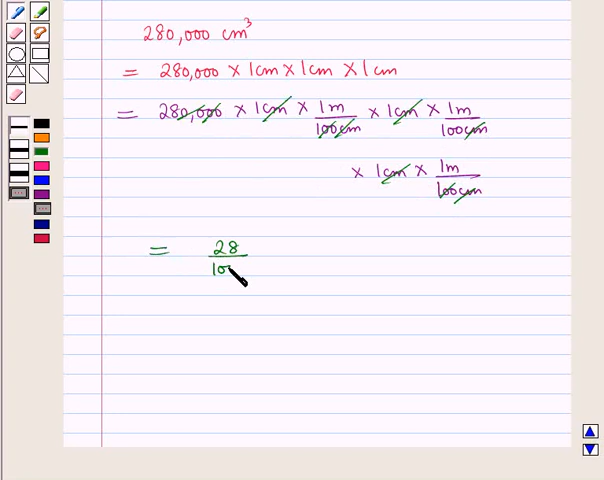 280,000 cm³
= 280,000 × 1cm × 1cm × 1cm
= 280,000 × 1cm × 1m/100cm × 1cm × 1m/100cm
× 1cm × 1m/100cm
= 28/10